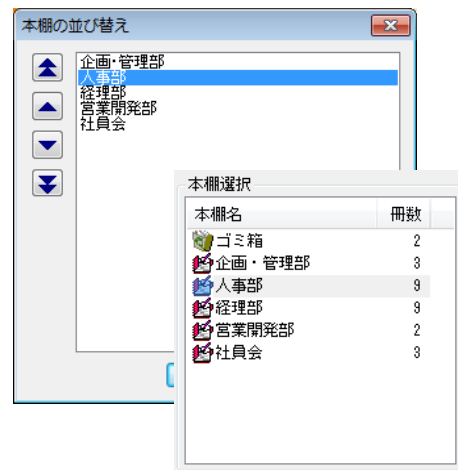 本棚の並び替え
企画・管理部
人事部
経理部
営業開発部
社員会
本棚選択
本棚名 冊数
ゴミ箱 2
企画・管理部 3
人事部 9
経理部 9
営業開発部 2
社員会 3